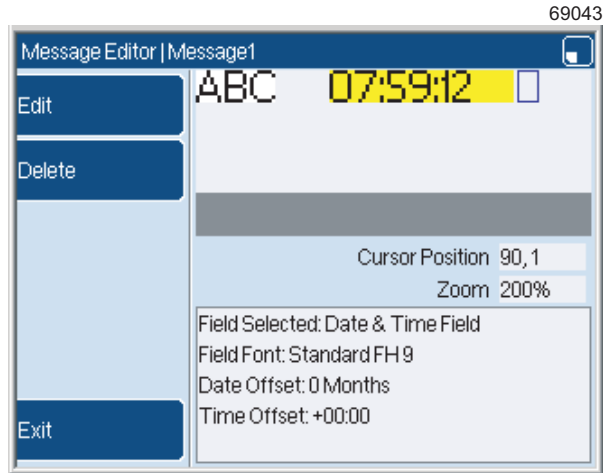 69043
Message Editor | Message1
Edit
Delete
Exit
ABC 07:59:12
Cursor Position 90,1
Zoom 200%
Field Selected: Date & Time Field
Field Font: Standard FH 9
Date Offset: 0 Months
Time Offset: +00:00